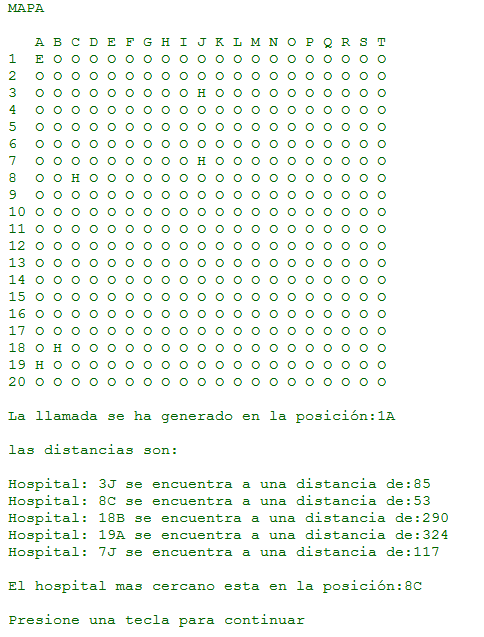 MAPA
A B C D E F G H I J K L M N O P Q R S T
1 E O O O O O O O O O O O O O O O O O O O
2 O O O O O O O O O O O O O O O O O O O O
3 O O O O O O O O O H O O O O O O O O O O
4 O O O O O O O O O O O O O O O O O O O O
5 O O O O O O O O O O O O O O O O O O O O
6 O O O O O O O O O O O O O O O O O O O O
7 O O O O O O O O O H O O O O O O O O O O
8 O O H O O O O O O O O O O O O O O O O O
9 O O O O O O O O O O O O O O O O O O O O
10 O O O O O O O O O O O O O O O O O O O O
11 O O O O O O O O O O O O O O O O O O O O
12 O O O O O O O O O O O O O O O O O O O O
13 O O O O O O O O O O O O O O O O O O O O
14 O O O O O O O O O O O O O O O O O O O O
15 O O O O O O O O O O O O O O O O O O O O
16 O O O O O O O O O O O O O O O O O O O O
17 O O O O O O O O O O O O O O O O O O O O
18 O H O O O O O O O O O O O O O O O O O O
19 H O O O O O O O O O O O O O O O O O O O
20 O O O O O O O O O O O O O O O O O O O O
La llamada se ha generado en la posición:1A
las distancias son:
Hospital: 3J se encuentra a una distancia de:85
Hospital: 8C se encuentra a una distancia de:53
Hospital: 18B se encuentra a una distancia de:290
Hospital: 19A se encuentra a una distancia de:324
Hospital: 7J se encuentra a una distancia de:117
El hospital mas cercano esta en la posición:8C
Presione una tecla para continuar